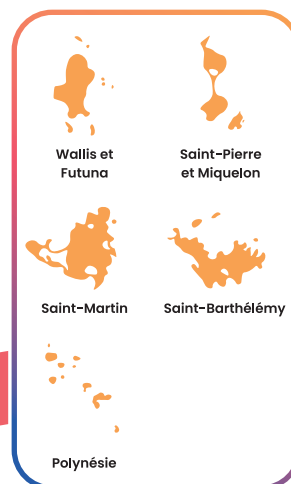 Wallis et
Futuna
Saint-Pierre
et Miquelon
Saint-Martin
Saint-Barthélémy
Polynésie